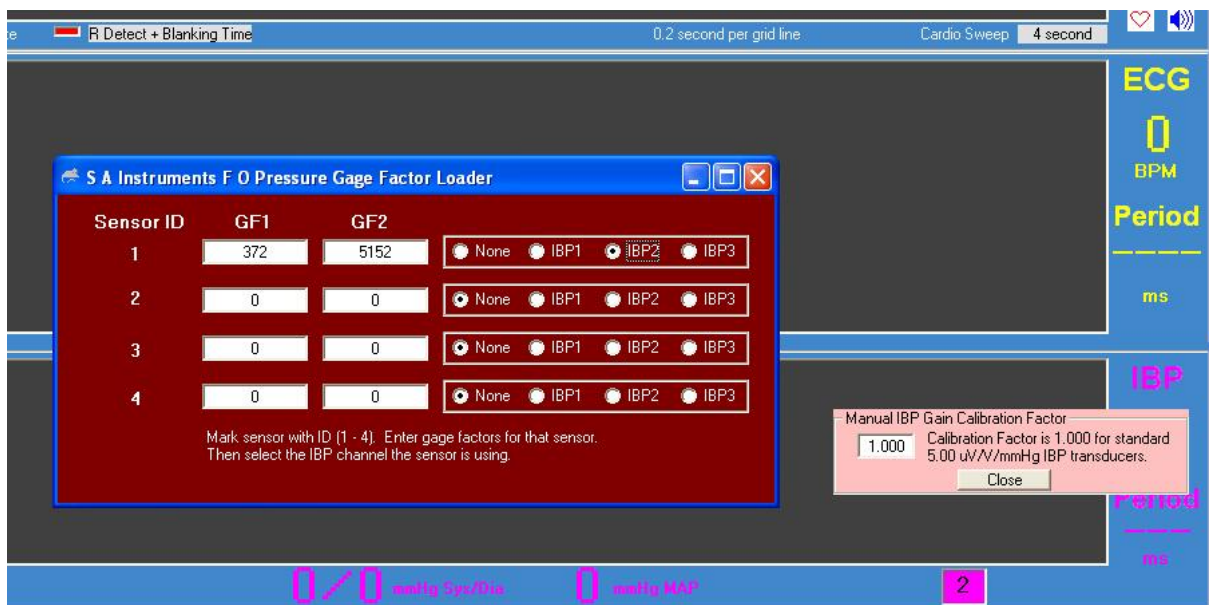 R Detect + Blanking Time 0.2 second per grid line Cardio Sweep 4 second
ECG
0
BPM
Period
ms
S A Instruments F O Pressure Gage Factor Loader
Sensor ID GF1 GF2
1 372 5152 None IBP1 IBP2 IBP3
2 0 0 None IBP1 IBP2 IBP3
3 0 0 None IBP1 IBP2 IBP3
4 0 0 None IBP1 IBP2 IBP3
Mark sensor with ID (1 - 4). Enter gage factors for that sensor.
Then select the IBP channel the sensor is using.
IBP
Manual IBP Gain Calibration Factor
1.000 Calibration Factor is 1.000 for standard
5.00 uV/V/mmHg IBP transducers.
Close
Period
ms
0/0 mmHg Sys/Dia 0 mmHg MAP 2